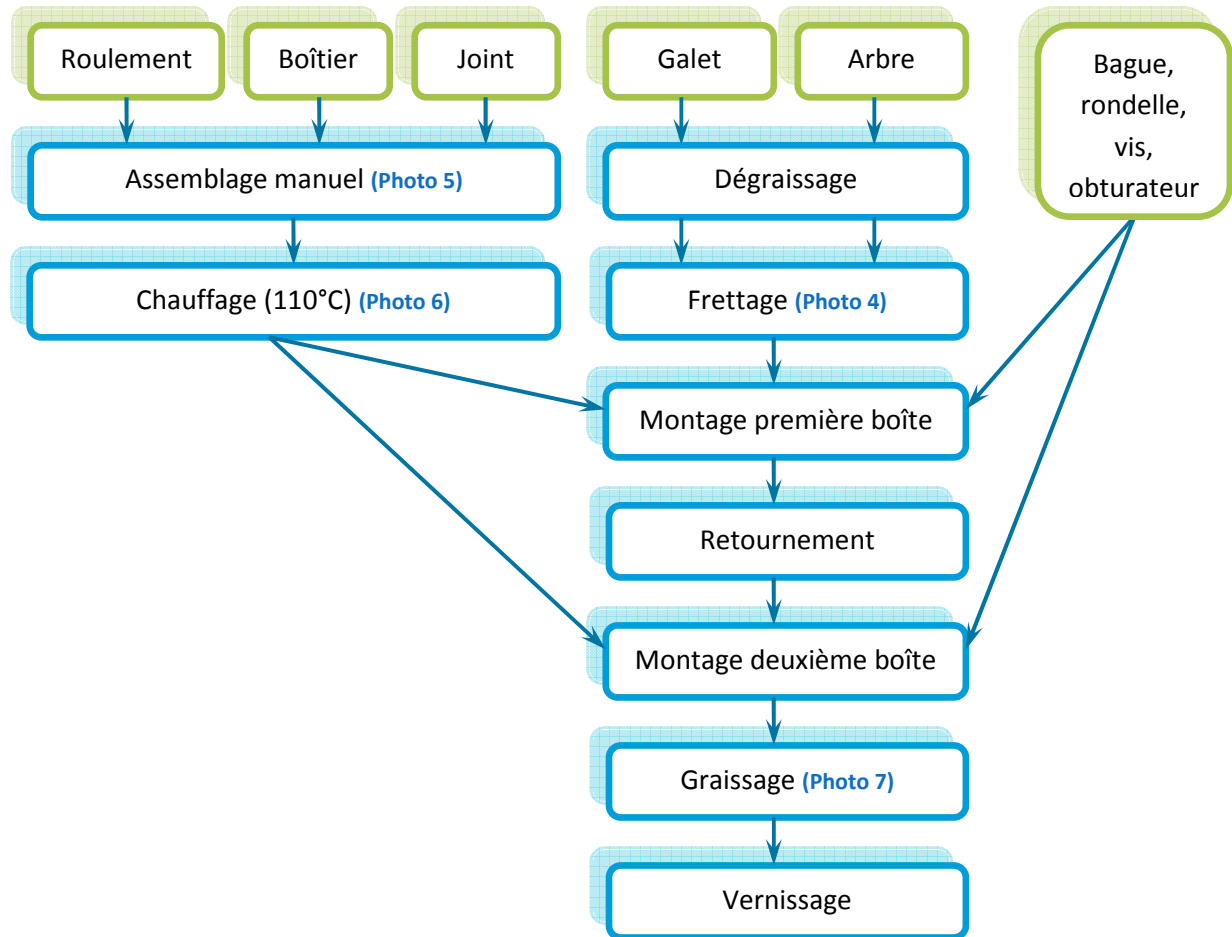 Roulement
Boîtier
Joint
Galet
Arbre
Bague,
rondelle,
vis,
obturateur
Assemblage manuel (Photo 5)
Dégraissage
Chauffage (110°C) (Photo 6)
Frettage (Photo 4)
Montage première boîte
Retournement
Montage deuxième boîte
Graissage (Photo 7)
Vernissage